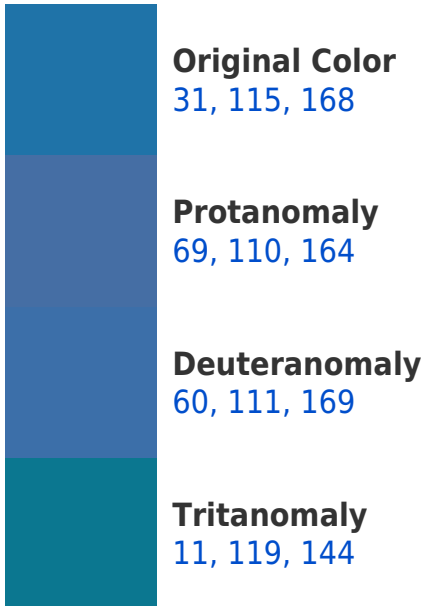 Original Color
31, 115, 168
Protanomaly
69, 110, 164
Deuteranomaly
60, 111, 169
Tritanomaly
11, 119, 144